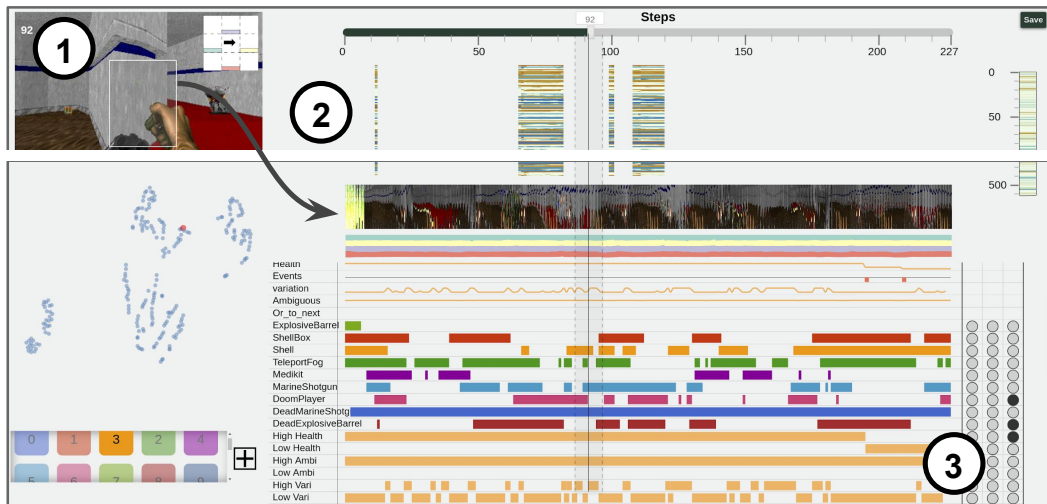 92
1
92
Steps
Save
0
50
100
150
200
227
2
0
50
500
Health
Events
variation
Ambiguous
Or_to_next
ExplosiveBarrel
ShellBox
Shell
TeleportFog
Medikit
MarineShotgun
DoomPlayer
DeadMarineShotg
DeadExplosiveBarrel
High Health
Low Health
High Ambi
Low Ambi
High Vari
Low Vari
3
0
1
3
2
4
5
6
7
8
9